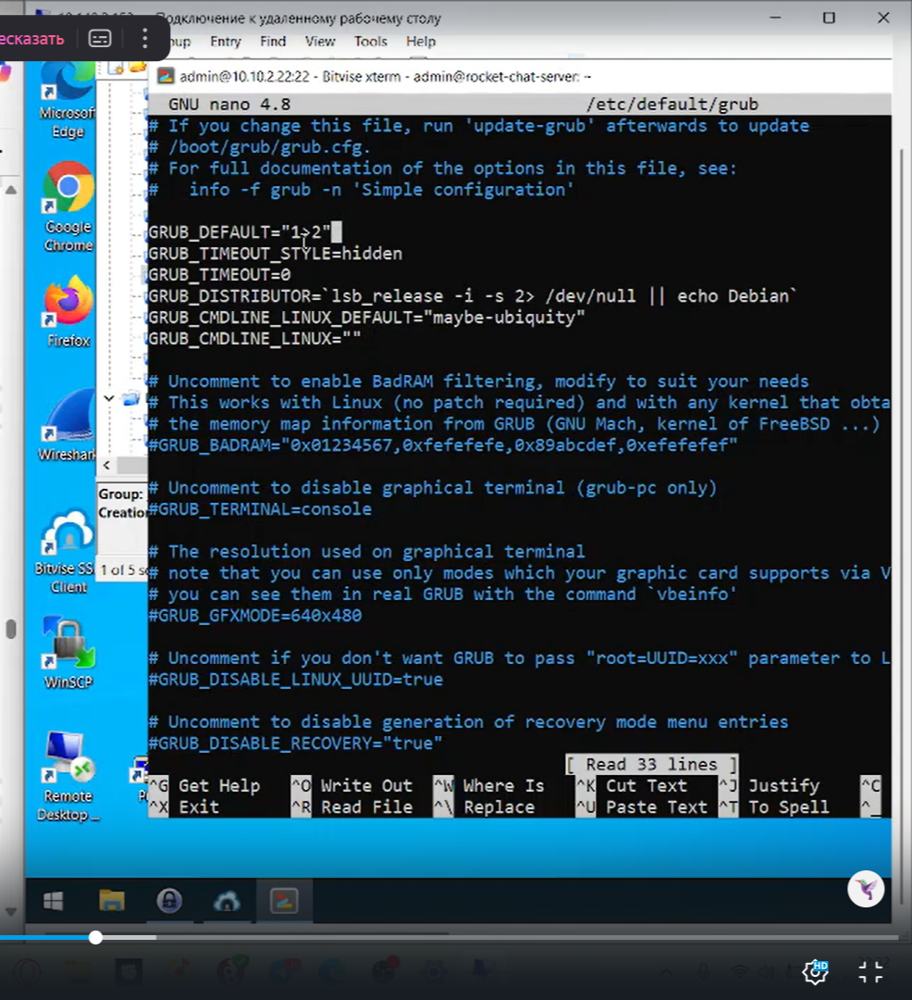 Подключение к удаленному рабочему столу
есказать
Entry Find View Tools Help
admin@10.10.2.22:22 - Bitvise xterm - admin@rocket-chat-server: ~
GNU nano 4.8 /etc/default/grub
# If you change this file, run 'update-grub' afterwards to update
# /boot/grub/grub.cfg.
# For full documentation of the options in this file, see:
#   info -f grub -n 'Simple configuration'
GRUB_DEFAULT="1>2"
GRUB_TIMEOUT_STYLE=hidden
GRUB_TIMEOUT=0
GRUB_DISTRIBUTOR=`lsb_release -i -s 2> /dev/null || echo Debian`
GRUB_CMDLINE_LINUX_DEFAULT="maybe-ubiquity"
GRUB_CMDLINE_LINUX=""
# Uncomment to enable BadRAM filtering, modify to suit your needs
# This works with Linux (no patch required) and with any kernel that obta
# the memory map information from GRUB (GNU Mach, kernel of FreeBSD ...)
#GRUB_BADRAM="0x01234567,0xfefefefe,0x89abcdef,0xefefefef"
# Uncomment to disable graphical terminal (grub-pc only)
#GRUB_TERMINAL=console
# The resolution used on graphical terminal
# note that you can use only modes which your graphic card supports via V
# you can see them in real GRUB with the command `vbeinfo'
#GRUB_GFXMODE=640x480
# Uncomment if you don't want GRUB to pass "root=UUID=xxx" parameter to L
#GRUB_DISABLE_LINUX_UUID=true
# Uncomment to disable generation of recovery mode menu entries
#GRUB_DISABLE_RECOVERY="true"
[ Read 33 lines ]
^G Get Help ^O Write Out ^W Where Is ^K Cut Text ^J Justify ^C
^X Exit ^R Read File ^\ Replace ^U Paste Text ^T To Spell ^_
Microsof
Edge
Google
Chrome
Firefox
Wireshark
Group:
Creatio
Bitvise SS
Client
1 of 5 s
WinSCP
Remote
Desktop ...
HD